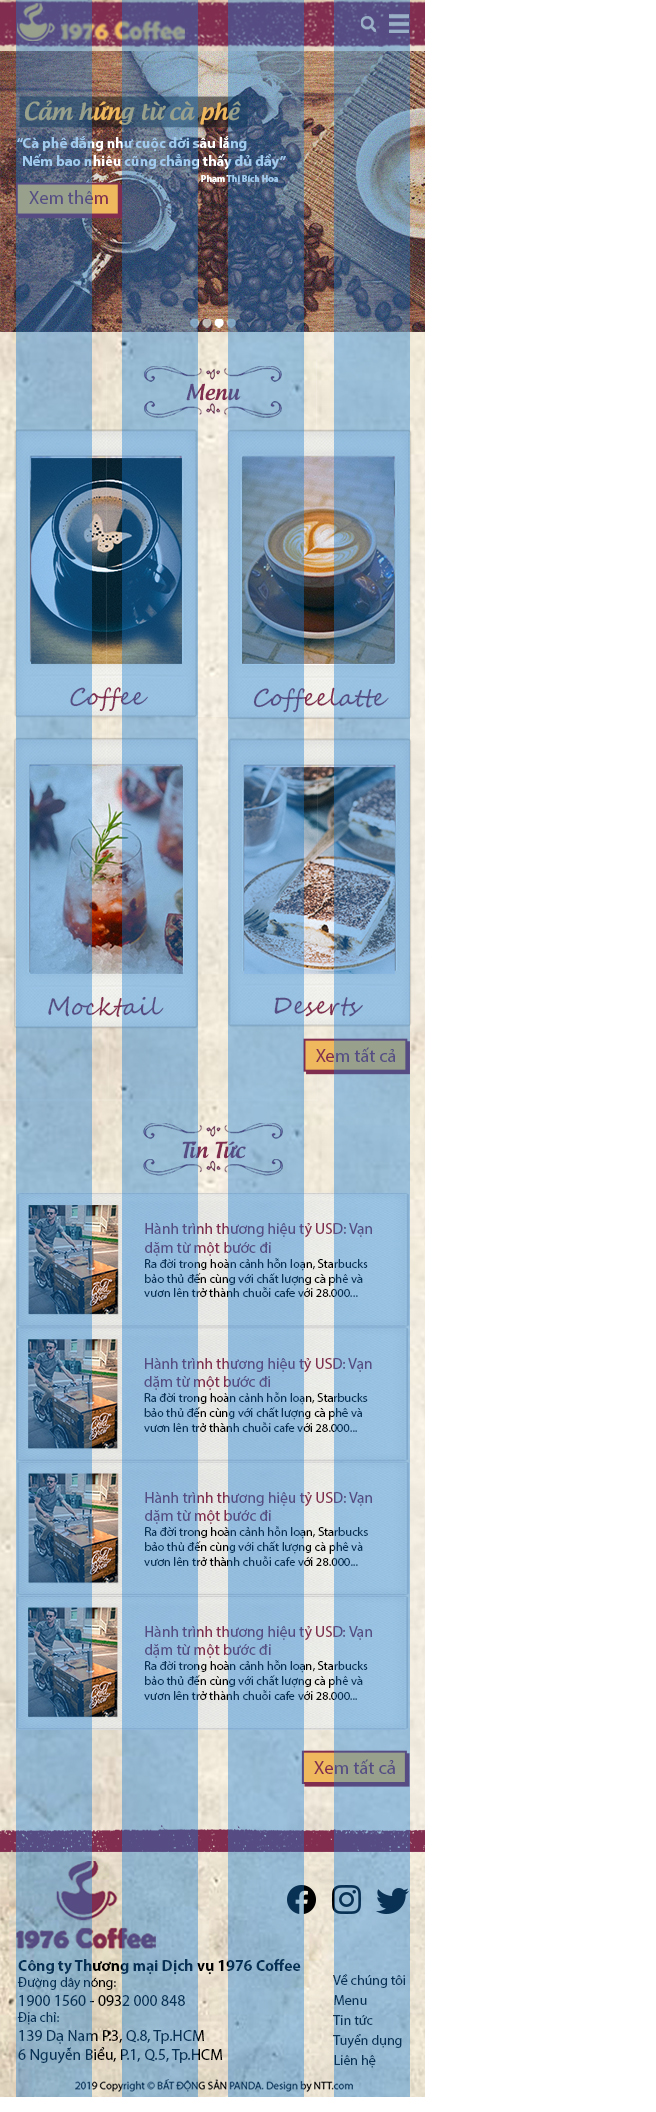 1976 Coffee
Cảm hứng từ cà phê
“Cà phê đắng như cuộc đời sâu lắng
Nếm bao nhiêu cũng chẳng thấy đủ đầy”
Phạm Thị Bích Hoa
Xem thêm
Menu
Coffee
Coffeelatte
Mocktail
Deserts
Xem tất cả
Tin Tức
Hành trình thương hiệu tỷ USD: Vạn
dặm từ một bước đi
Ra đời trong hoàn cảnh hỗn loạn, Starbucks
bảo thủ đến cùng với chất lượng cà phê và
vươn lên trở thành chuỗi cafe với 28.000...
Cold
Brew
Hành trình thương hiệu tỷ USD: Vạn
dặm từ một bước đi
Ra đời trong hoàn cảnh hỗn loạn, Starbucks
bảo thủ đến cùng với chất lượng cà phê và
vươn lên trở thành chuỗi cafe với 28.000...
Cold
Brew
Hành trình thương hiệu tỷ USD: Vạn
dặm từ một bước đi
Ra đời trong hoàn cảnh hỗn loạn, Starbucks
bảo thủ đến cùng với chất lượng cà phê và
vươn lên trở thành chuỗi cafe với 28.000...
Cold
Brew
Hành trình thương hiệu tỷ USD: Vạn
dặm từ một bước đi
Ra đời trong hoàn cảnh hỗn loạn, Starbucks
bảo thủ đến cùng với chất lượng cà phê và
vươn lên trở thành chuỗi cafe với 28.000...
Cold
Brew
Xem tất cả
1976 Coffee
Công ty Thương mại Dịch vụ 1976 Coffee
Đường dây nóng:
1900 1560 - 0932 000 848
Địa chỉ:
139 Dạ Nam P.3, Q.8, Tp.HCM
6 Nguyễn Biểu, P.1, Q.5, Tp.HCM
Về chúng tôi
Menu
Tin tức
Tuyển dụng
Liên hệ
2019 Copyright © BẤT ĐỘNG SẢN PANDA. Design by NTT.com